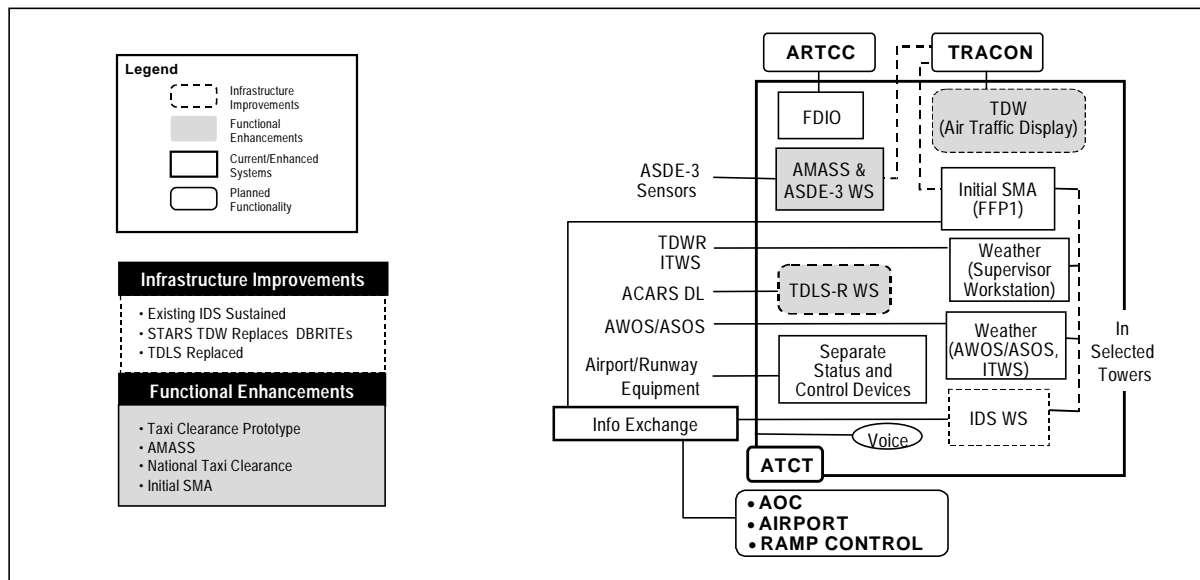 Legend
Infrastructure
Improvements
Functional
Enhancements
Current/Enhanced
Systems
Planned
Functionality
Infrastructure Improvements
• Existing IDS Sustained
• STARS TDW Replaces DBRITEs
• TDLS Replaced
Functional Enhancements
• Taxi Clearance Prototype
• AMASS
• National Taxi Clearance
• Initial SMA
ARTCC
TRACON
FDIO
TDW
(Air Traffic Display)
ASDE-3
Sensors
AMASS &
ASDE-3 WS
Initial SMA
(FFP1)
TDWR
ITWS
Weather
(Supervisor
Workstation)
ACARS DL
TDLS-R WS
AWOS/ASOS
Weather
(AWOS/ASOS,
ITWS)
In
Selected
Towers
Airport/Runway
Equipment
Separate
Status and
Control Devices
Info Exchange
IDS WS
Voice
ATCT
• AOC
• AIRPORT
• RAMP CONTROL